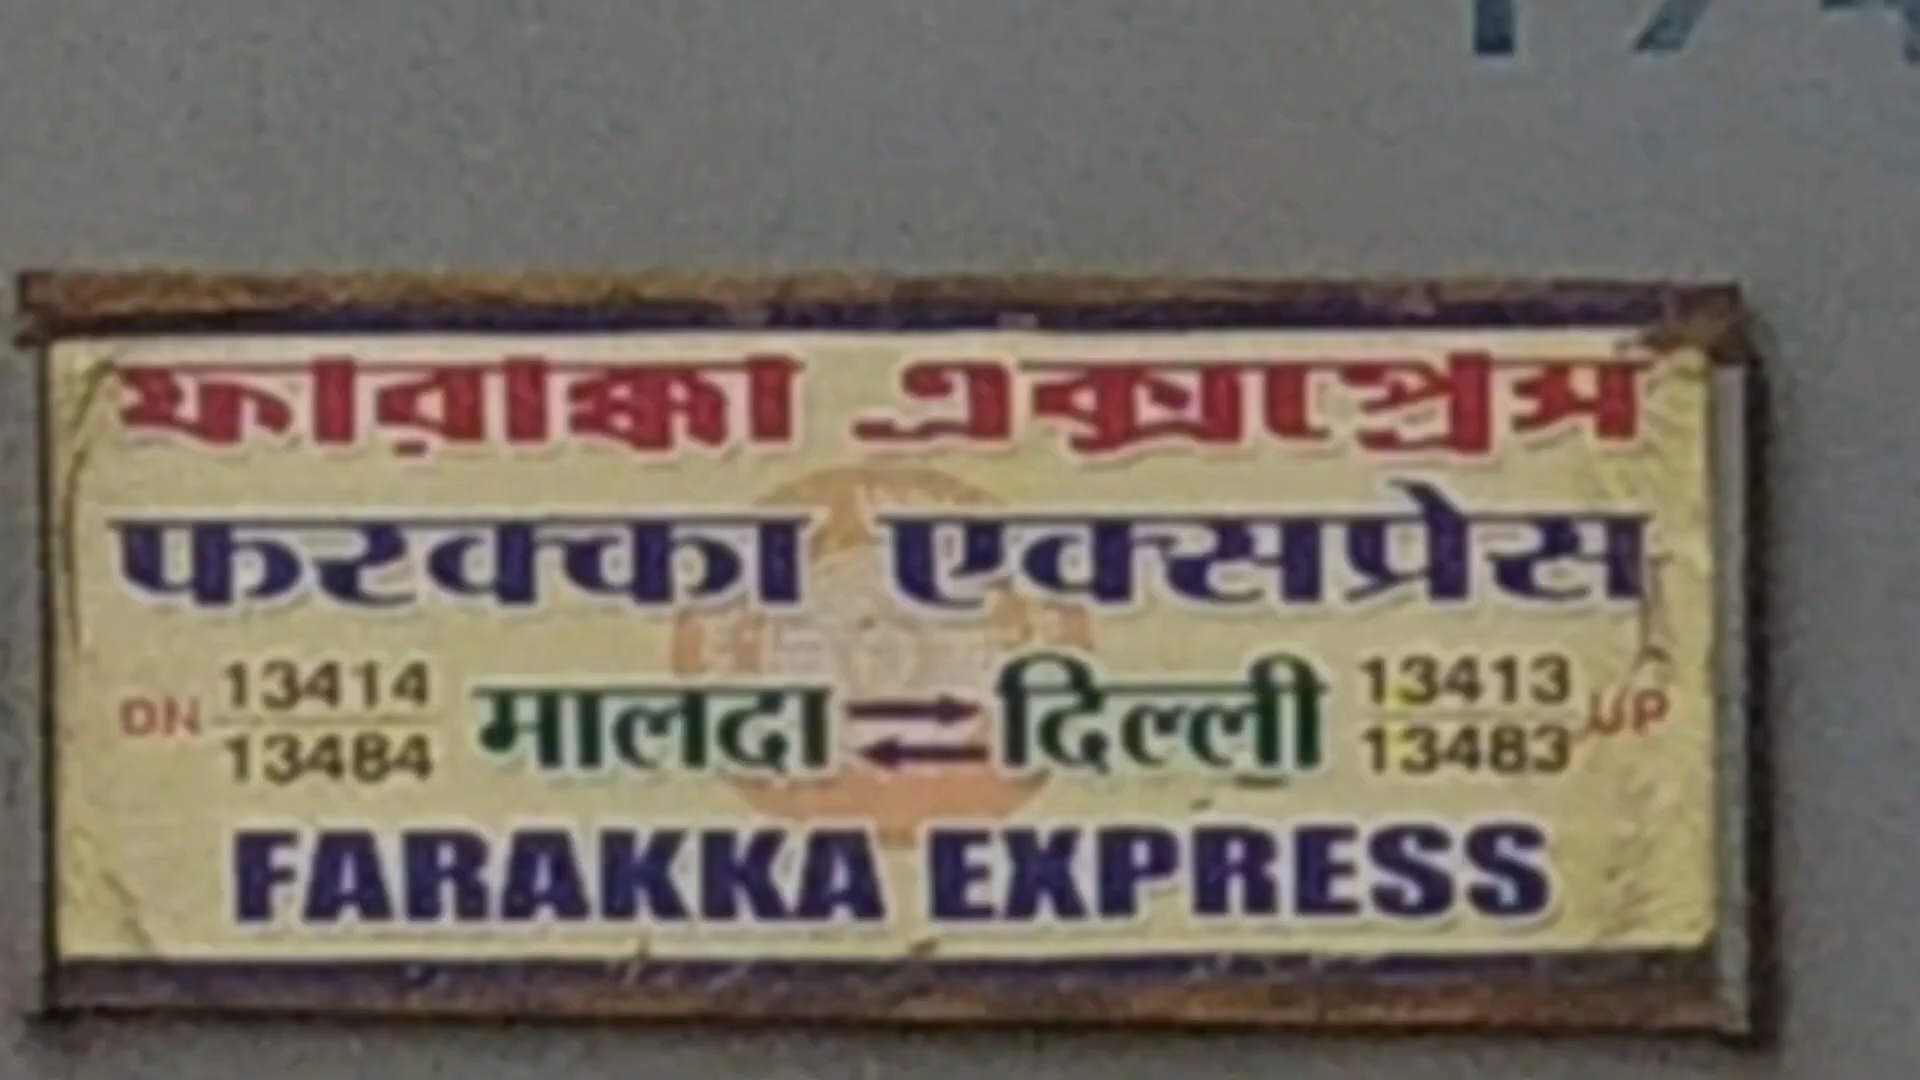 ফারাক্কা এক্সপ্রেস
फरक्का एक्सप्रेस
DN 13414 मालदा ⇄ दिल्ली 13413 UP
13484 13483
FARAKKA EXPRESS